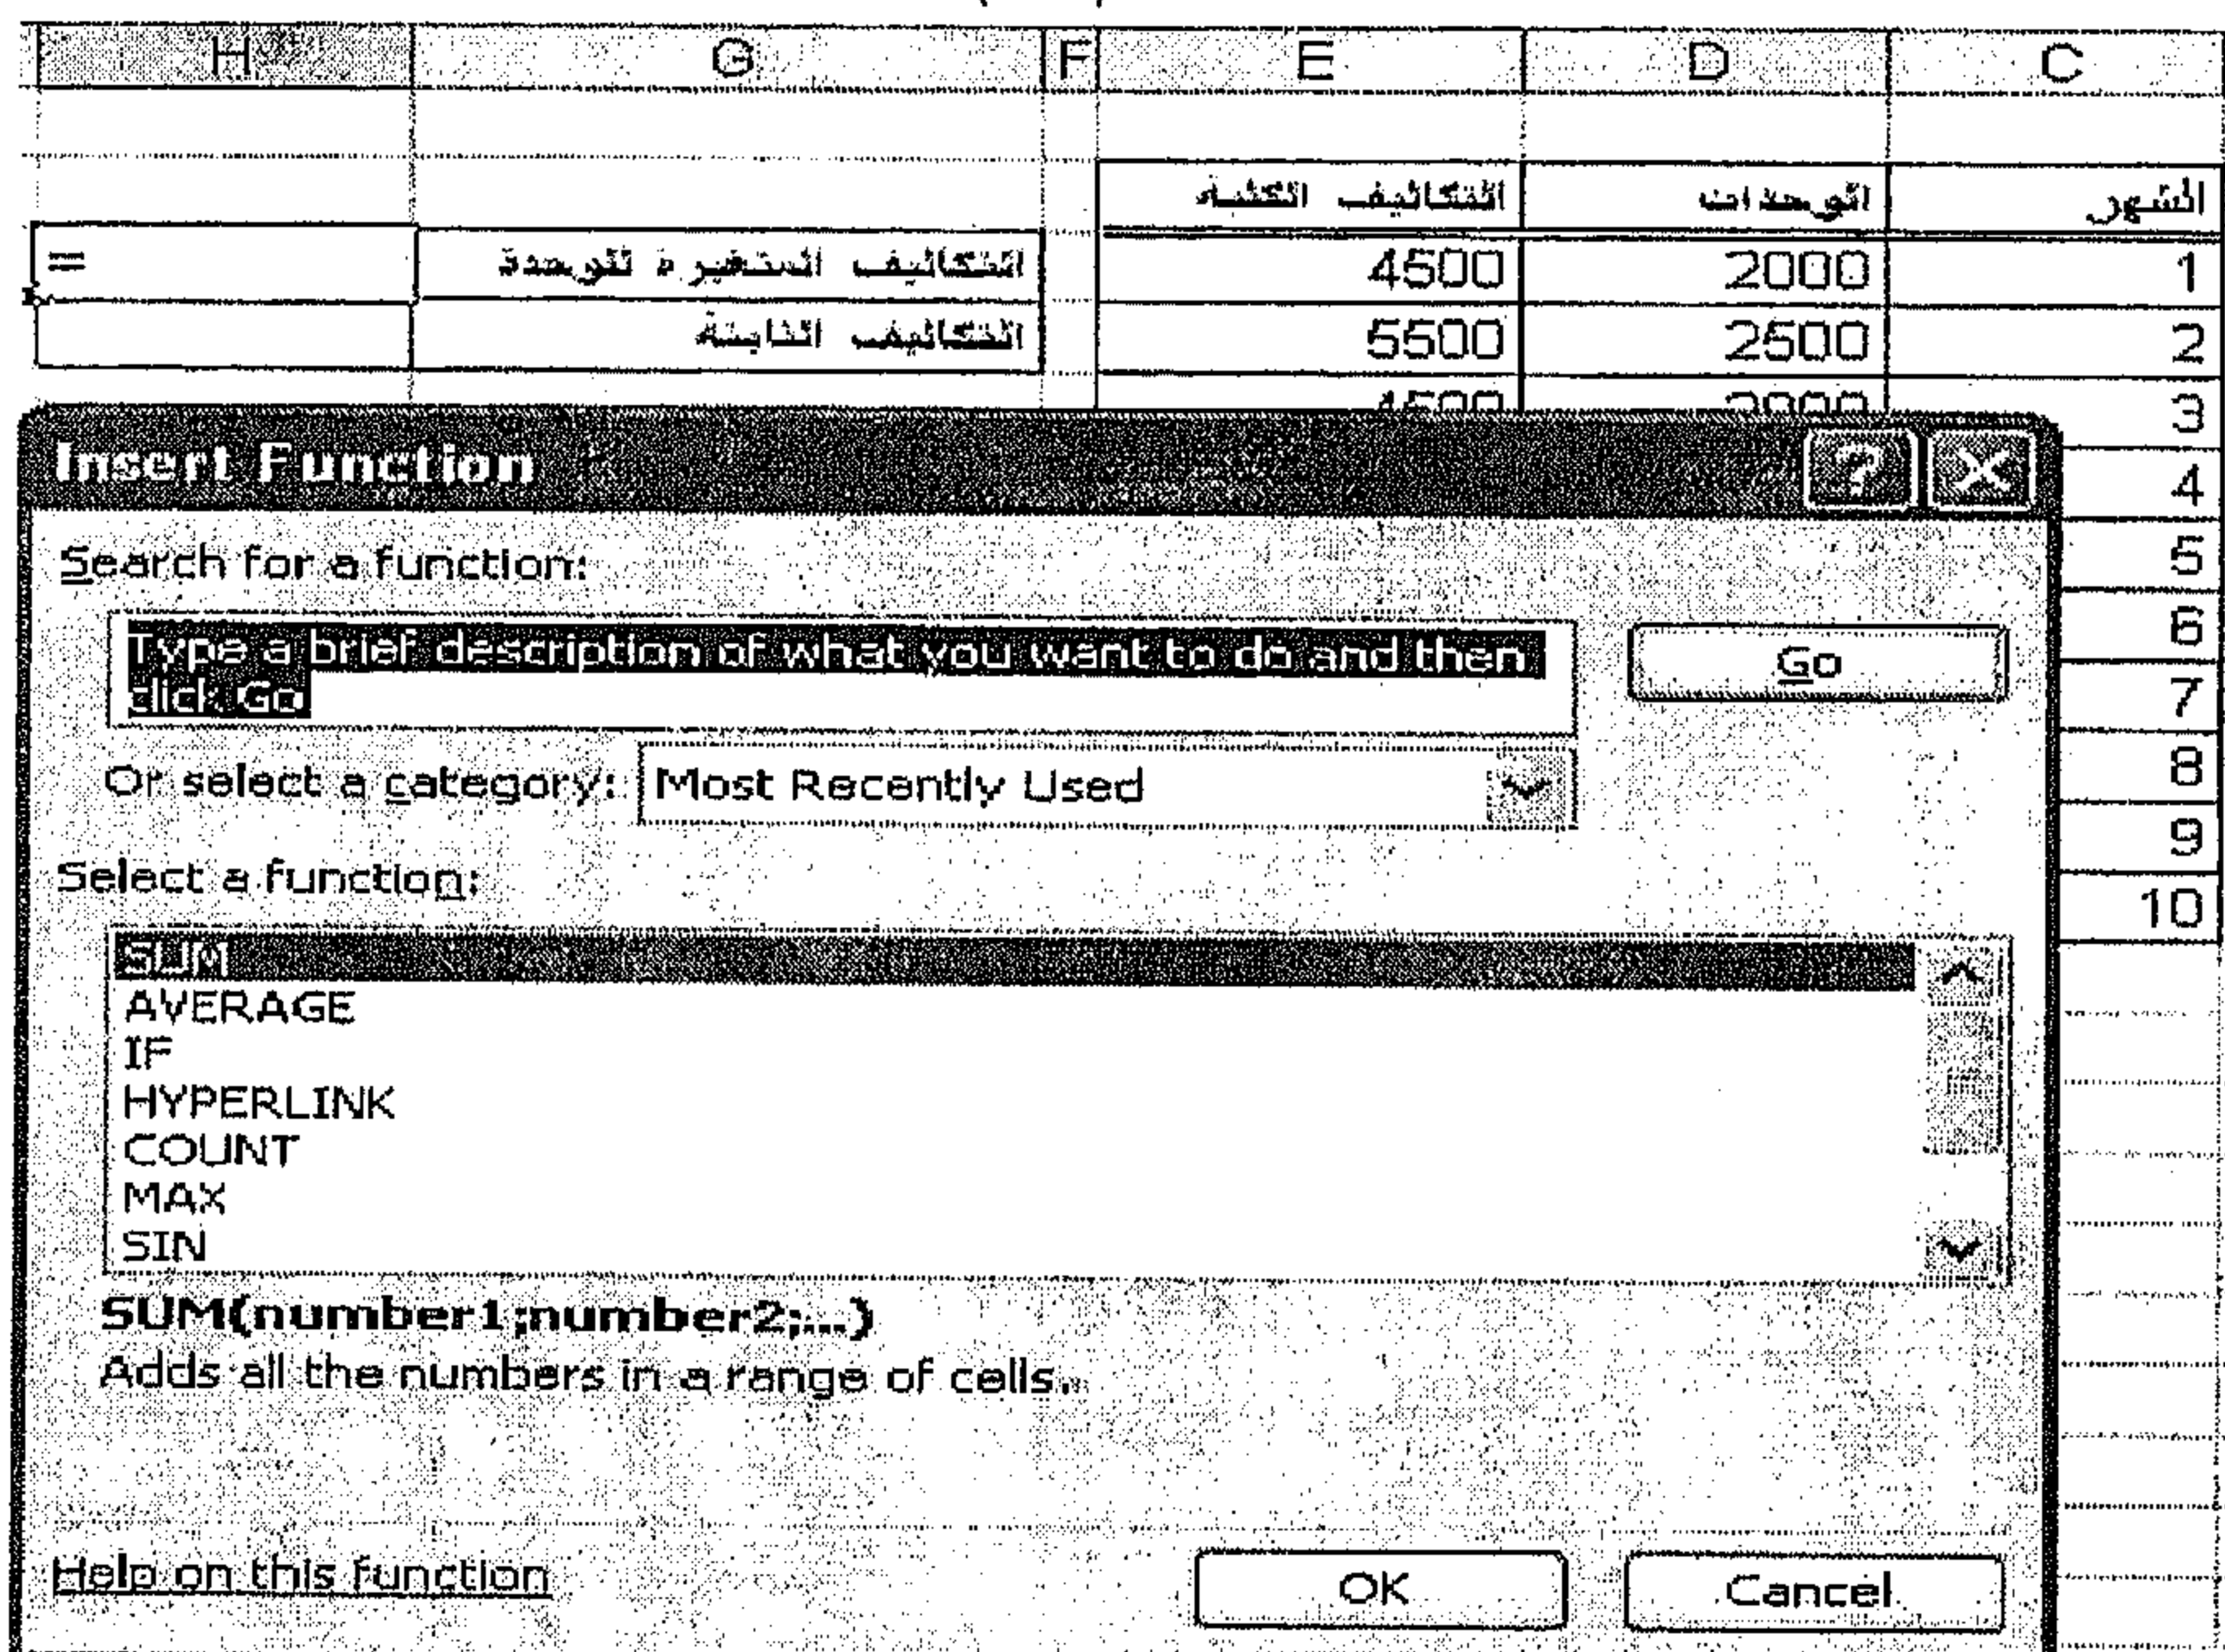 H G F E D C
الشهر الوحدات التكاليف الكلية
1 2000 4500 التكاليف المتغيرة للوحدة =
2 2500 5500 التكاليف الثابتة
3
4
5
6
7
8
9
10
Insert Function
Search for a function:
Type a brief description of what you want to do and then
click Go
Go
Or select a category: Most Recently Used
Select a function:
SUM
AVERAGE
IF
HYPERLINK
COUNT
MAX
SIN
SUM(number1;number2;...)
Adds all the numbers in a range of cells.
Help on this function
OK Cancel